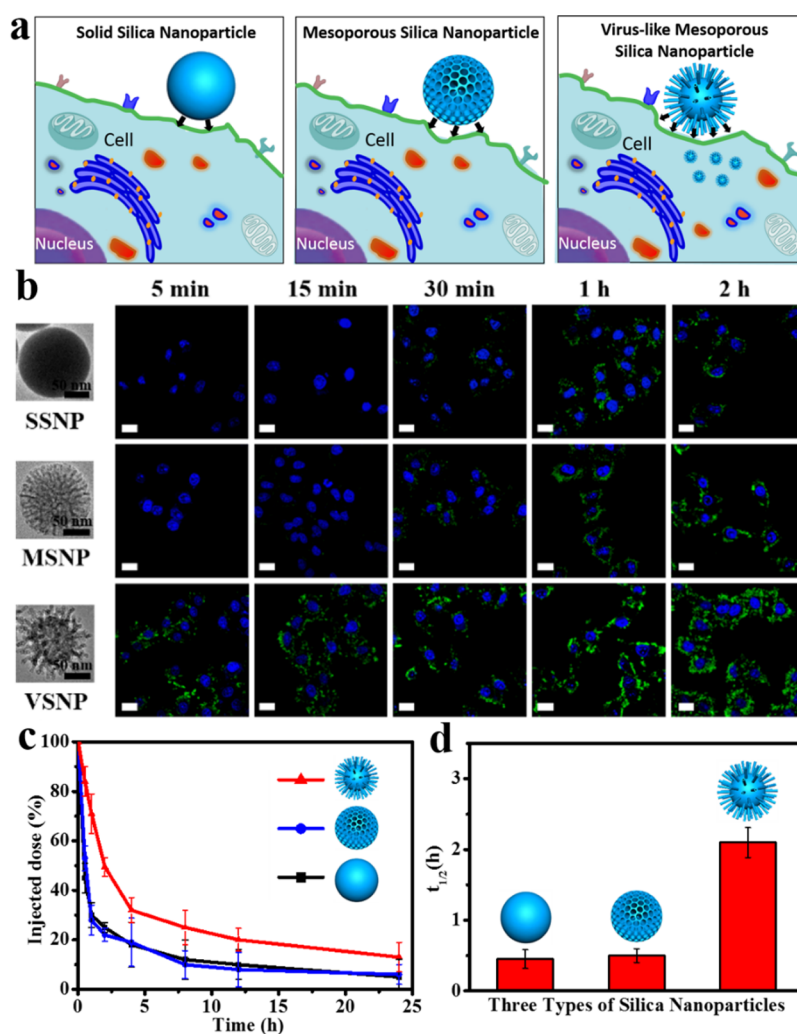 a
Solid Silica Nanoparticle
Cell
Nucleus
Mesoporous Silica Nanoparticle
Cell
Nucleus
Virus-like Mesoporous
Silica Nanoparticle
Cell
Nucleus
b
5 min
15 min
30 min
1 h
2 h
50 nm
SSNP
50 nm
MSNP
50 nm
VSNP
c
Injected dose (%)
100
80
60
40
20
0
0
5
10
15
20
25
Time (h)
d
t1/2(h)
3
2
1
0
Three Types of Silica Nanoparticles